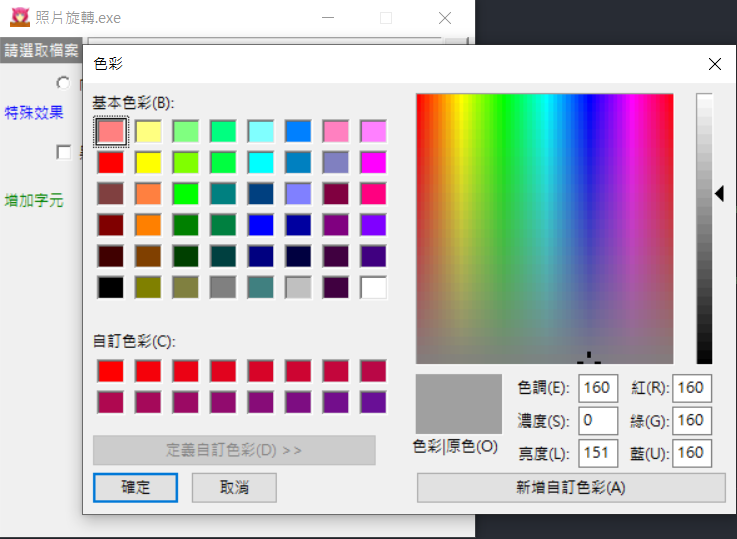 照片旋轉.exe
請選取檔案
特殊效果
增加字元
色彩
基本色彩(B):
自訂色彩(C):
定義自訂色彩(D) >>
確定
取消
色彩|原色(O)
色調(E): 160
濃度(S): 0
亮度(L): 151
紅(R): 160
綠(G): 160
藍(U): 160
新增自訂色彩(A)